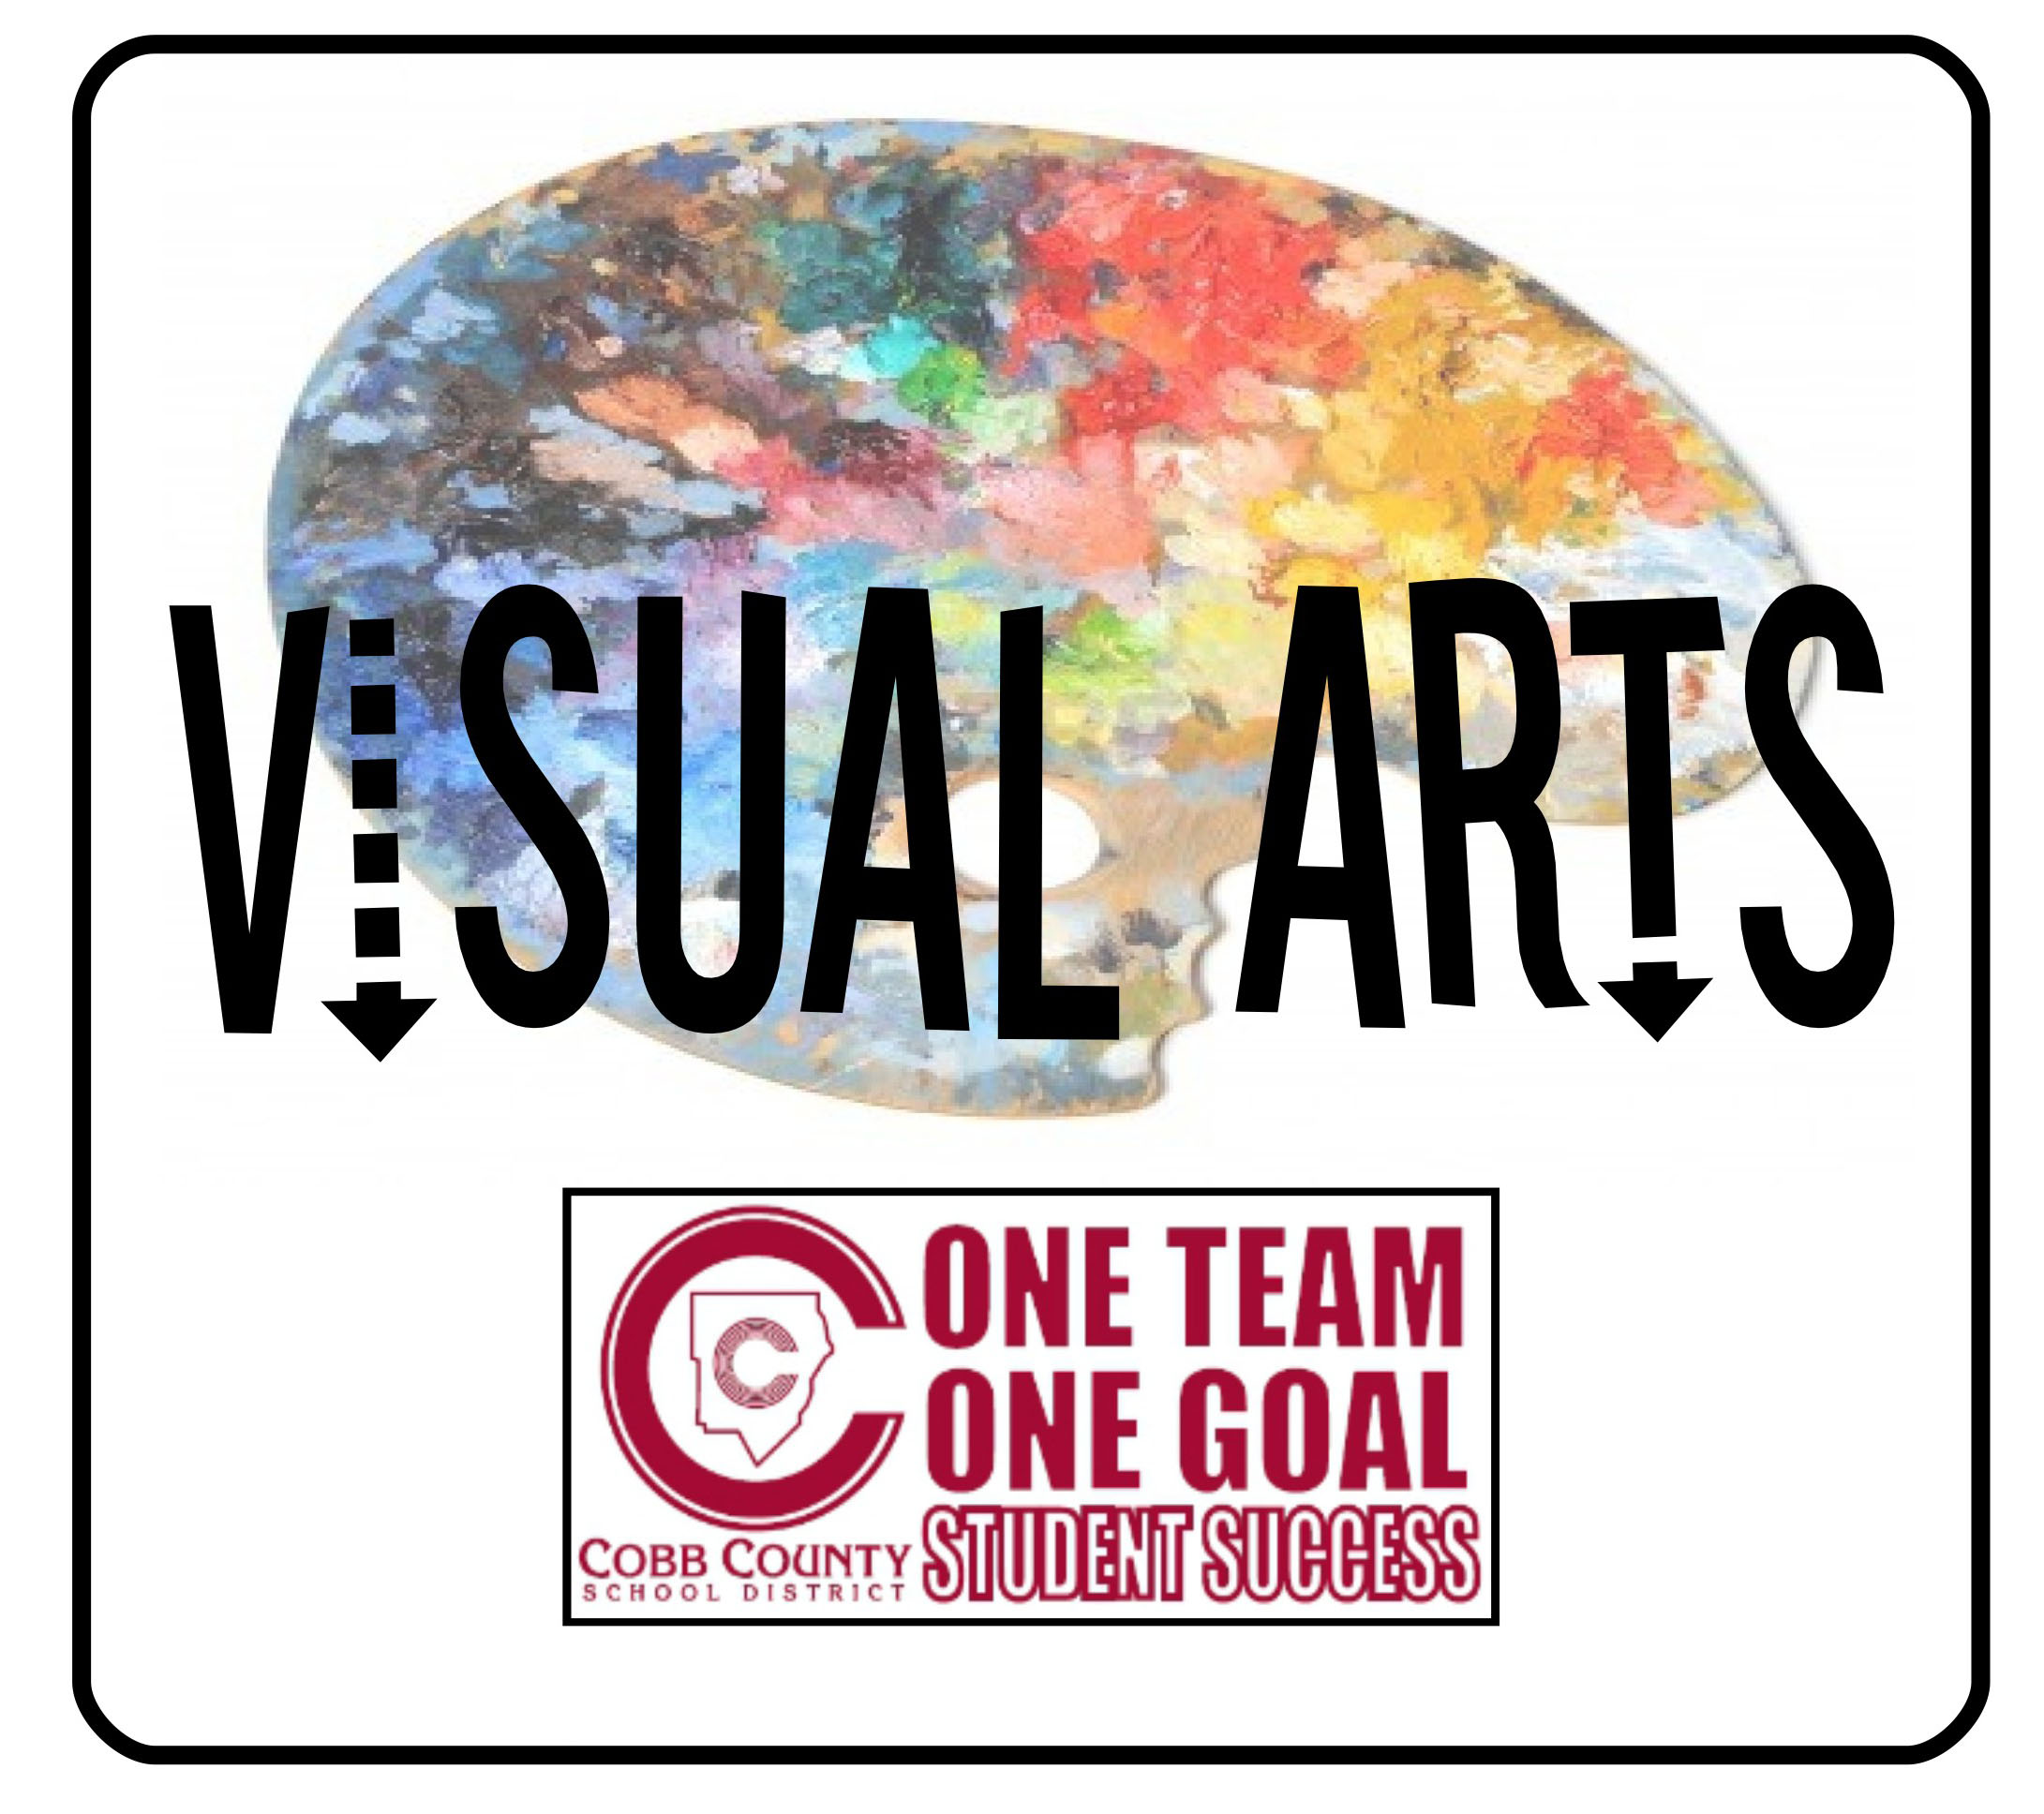 VISUAL ARTS
ONE TEAM
ONE GOAL
STUDENT SUCCESS
C
COBB COUNTY
SCHOOL DISTRICT